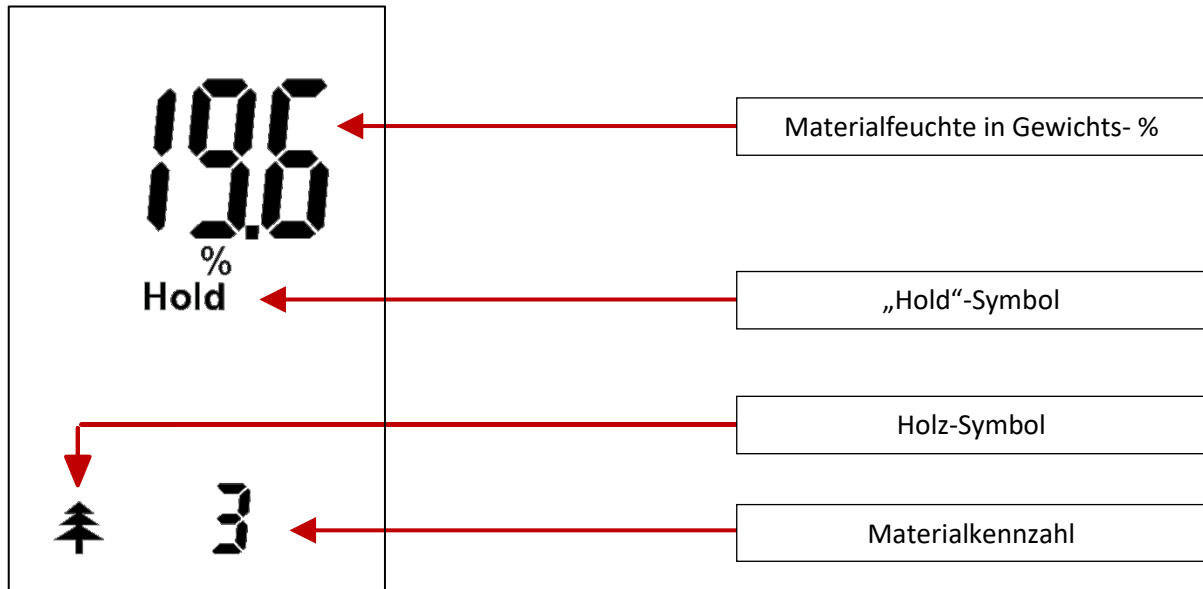 19.6
Materialfeuchte in Gewichts- %
%
Hold
„Hold“-Symbol
Holz-Symbol
3
Materialkennzahl